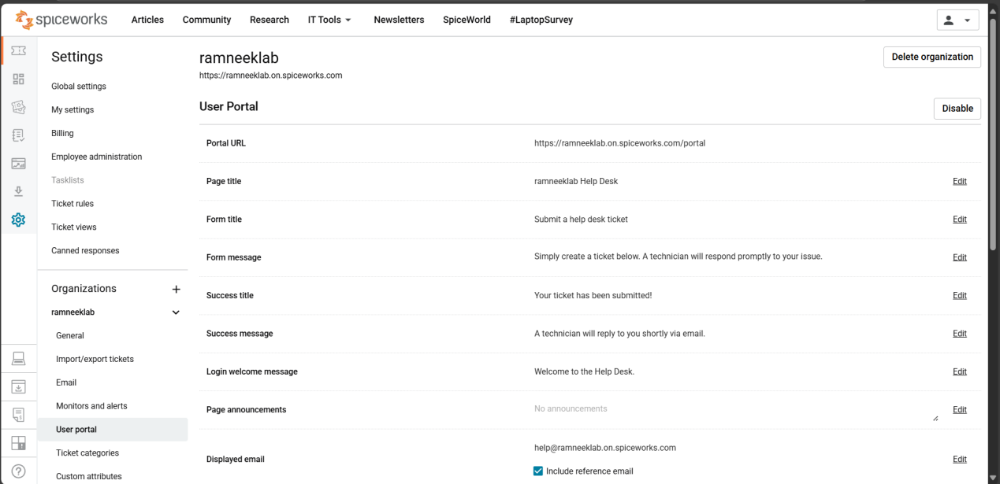 spiceworks Articles Community Research IT Tools Newsletters SpiceWorld #LaptopSurvey
Settings
Global settings
My settings
Billing
Employee administration
Tasklists
Ticket rules
Ticket views
Canned responses
Organizations +
ramneeklab
General
Import/export tickets
Email
Monitors and alerts
User portal
Ticket categories
Custom attributes
ramneeklab Delete organization
https://ramneeklab.on.spiceworks.com
User Portal Disable
Portal URL https://ramneeklab.on.spiceworks.com/portal
Page title ramneeklab Help Desk Edit
Form title Submit a help desk ticket Edit
Form message Simply create a ticket below. A technician will respond promptly to your issue. Edit
Success title Your ticket has been submitted! Edit
Success message A technician will reply to you shortly via email. Edit
Login welcome message Welcome to the Help Desk. Edit
Page announcements No announcements Edit
Displayed email help@ramneeklab.on.spiceworks.com Edit
Include reference email